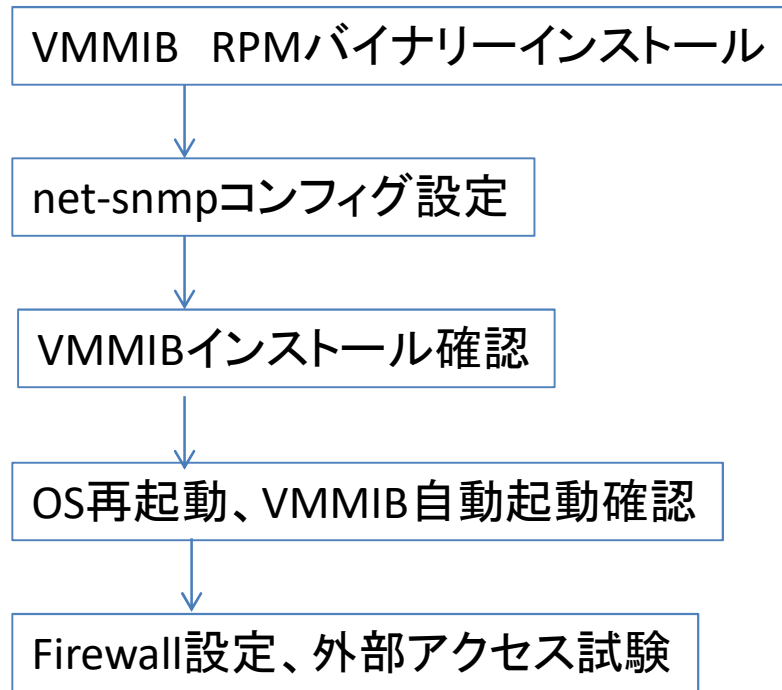 VMMIB　RPMバイナリーインストール
net-snmpコンフィグ設定
VMMIBインストール確認
OS再起動、VMMIB自動起動確認
Firewall設定、外部アクセス試験